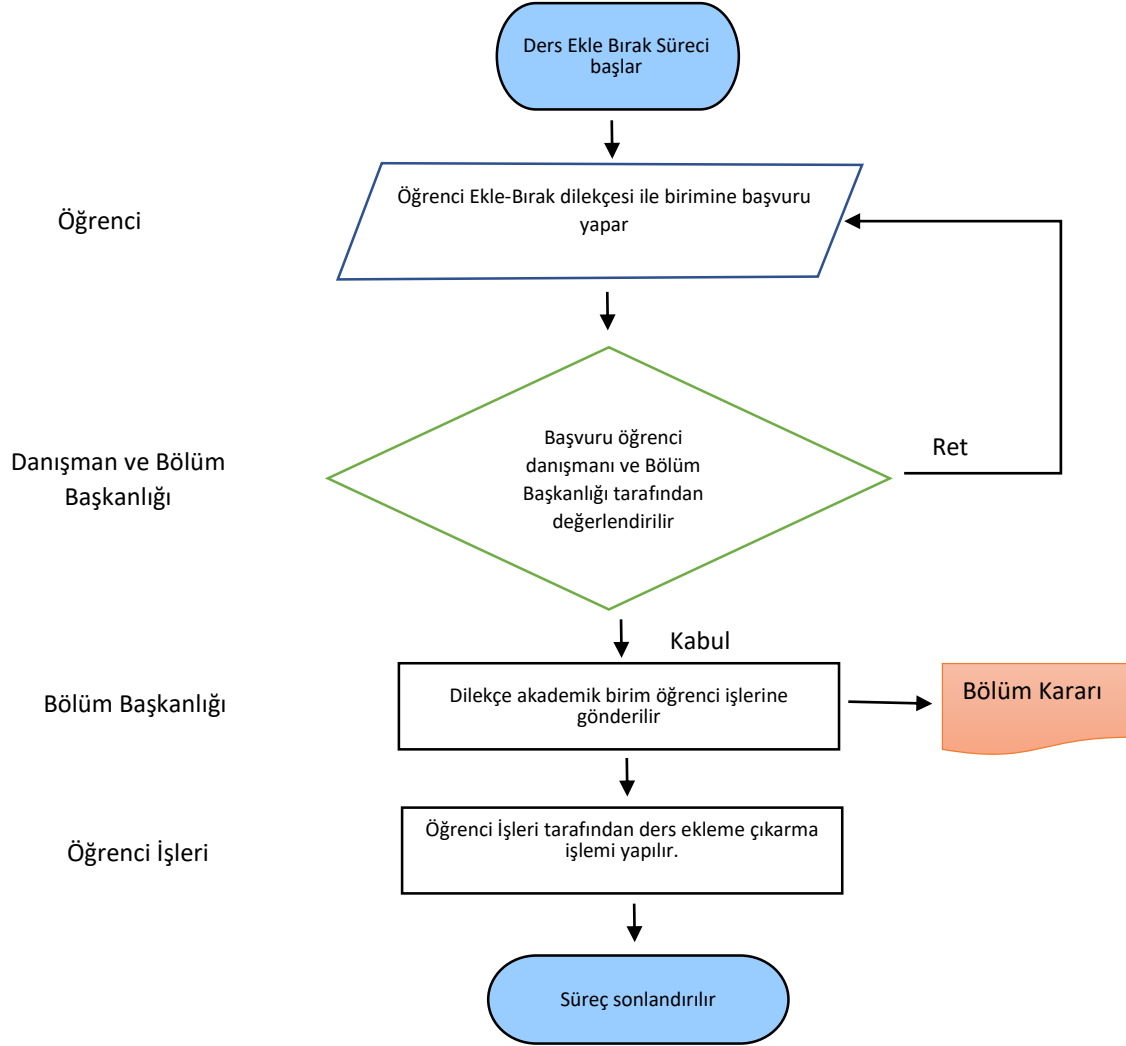 Ders Ekle Bırak Süreci
başlar
Öğrenci
Öğrenci Ekle-Bırak dilekçesi ile birimine başvuru
yapar
Danışman ve Bölüm
Başkanlığı
Başvuru öğrenci
danışmanı ve Bölüm
Başkanlığı tarafından
değerlendirilir
Ret
Kabul
Bölüm Başkanlığı
Dilekçe akademik birim öğrenci işlerine
gönderilir
Bölüm Kararı
Öğrenci İşleri
Öğrenci İşleri tarafından ders ekleme çıkarma
işlemi yapılır.
Süreç sonlandırılır